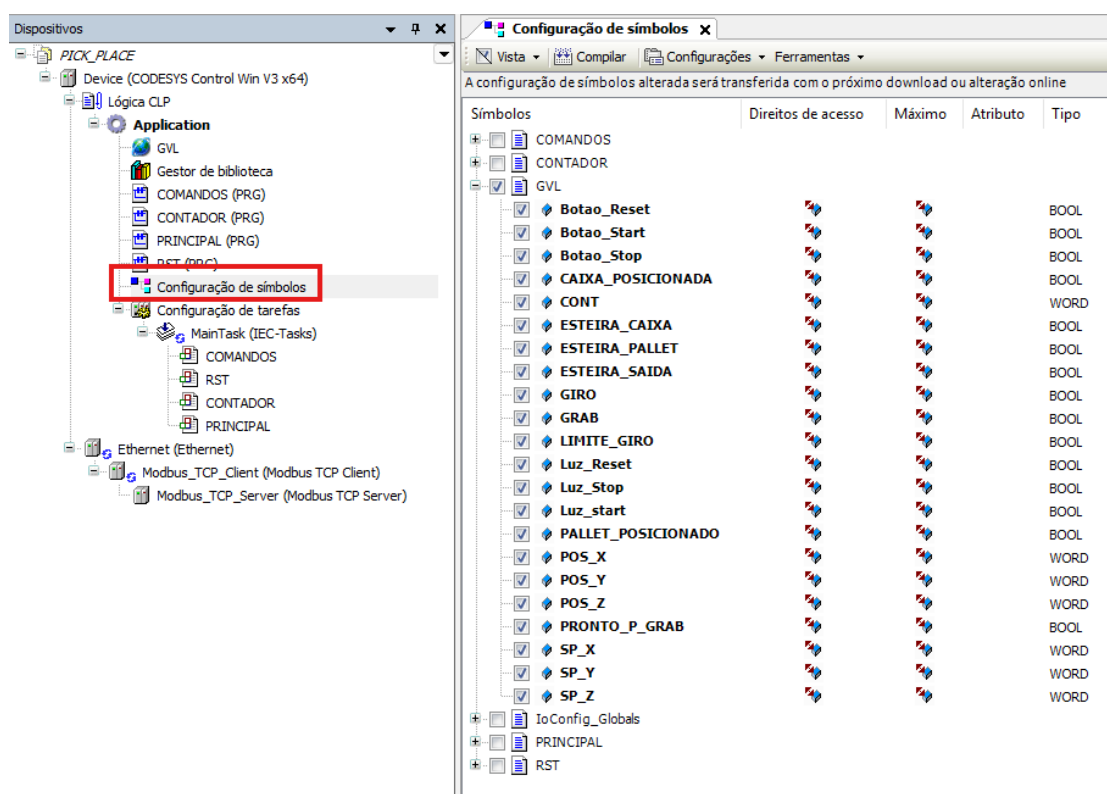 Dispositivos
PICK_PLACE
Device (CODESYS Control Win V3 x64)
Lógica CLP
Application
GVL
Gestor de biblioteca
COMANDOS (PRG)
CONTADOR (PRG)
PRINCIPAL (PRG)
RST (PRG)
Configuração de símbolos
Configuração de tarefas
MainTask (IEC-Tasks)
COMANDOS
RST
CONTADOR
PRINCIPAL
Ethernet (Ethernet)
Modbus_TCP_Client (Modbus TCP Client)
Modbus_TCP_Server (Modbus TCP Server)
Configuração de símbolos
Vista Compilar Configurações Ferramentas
A configuração de símbolos alterada será transferida com o próximo download ou alteração online
Símbolos Direitos de acesso Máximo Atributo Tipo
COMANDOS
CONTADOR
GVL
Botao_Reset BOOL
Botao_Start BOOL
Botao_Stop BOOL
CAIXA_POSICIONADA BOOL
CONT WORD
ESTEIRA_CAIXA BOOL
ESTEIRA_PALLET BOOL
ESTEIRA_SAIDA BOOL
GIRO BOOL
GRAB BOOL
LIMITE_GIRO BOOL
Luz_Reset BOOL
Luz_Stop BOOL
Luz_start BOOL
PALLET_POSICIONADO BOOL
POS_X WORD
POS_Y WORD
POS_Z WORD
PRONTO_P_GRAB BOOL
SP_X WORD
SP_Y WORD
SP_Z WORD
IoConfig_Globals
PRINCIPAL
RST